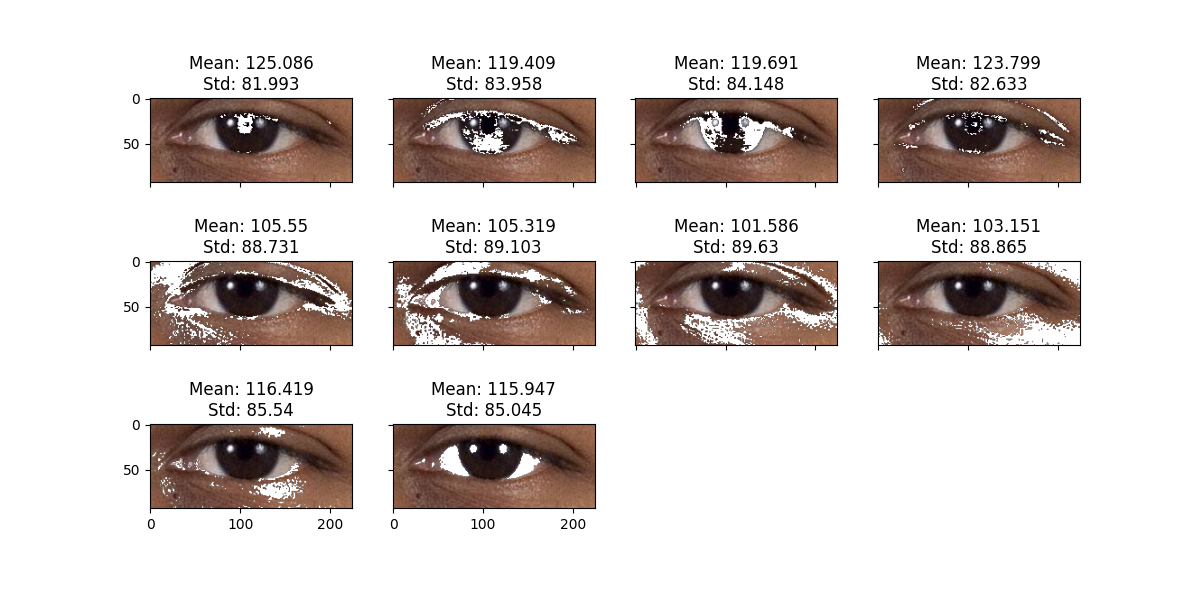 Mean: 125.086
Std: 81.993
Mean: 119.409
Std: 83.958
Mean: 119.691
Std: 84.148
Mean: 123.799
Std: 82.633
0
50
Mean: 105.55
Std: 88.731
Mean: 105.319
Std: 89.103
Mean: 101.586
Std: 89.63
Mean: 103.151
Std: 88.865
0
50
Mean: 116.419
Std: 85.54
Mean: 115.947
Std: 85.045
0
50
0 100 200
0 100 200